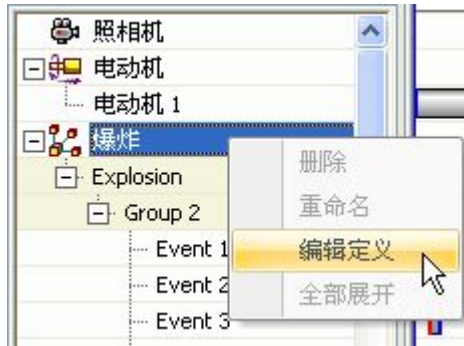 照相机
电动机
电动机 1
爆炸
Explosion
Group 2
Event 1
Event 2
Event 3
删除
重命名
编辑定义
全部展开